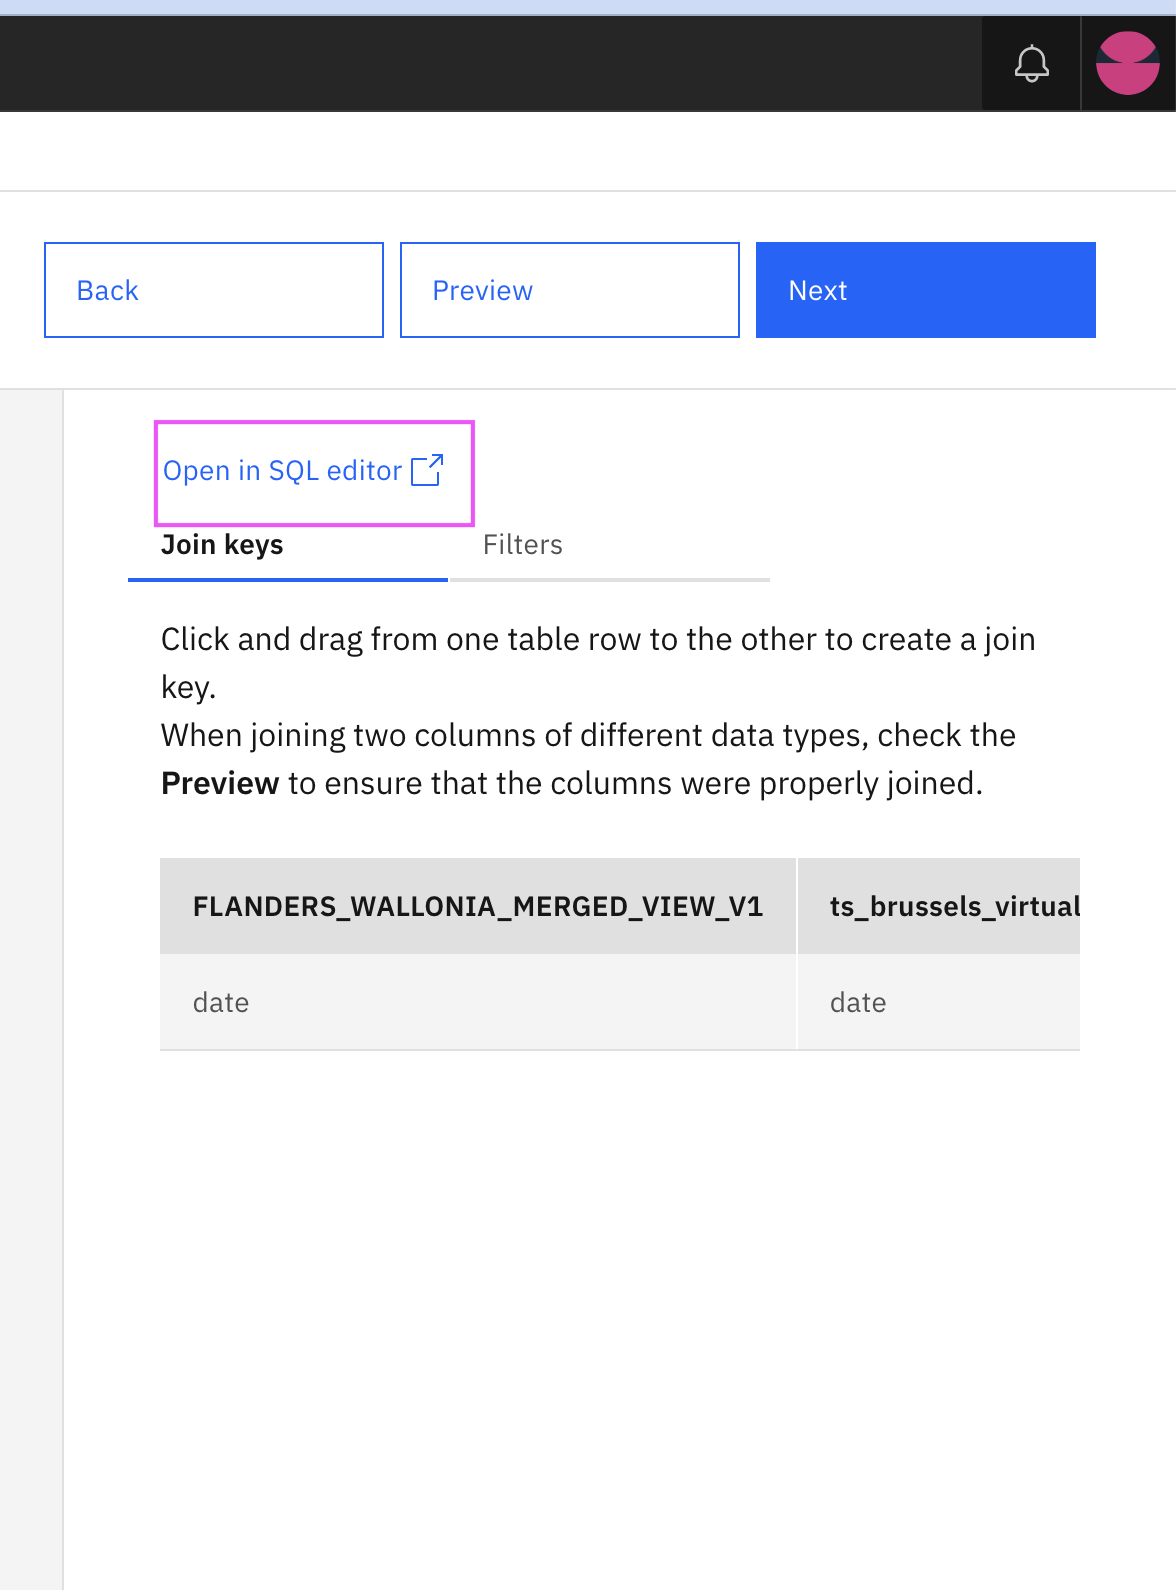 Back
Preview
Next
Open in SQL editor
Join keys
Filters
Click and drag from one table row to the other to create a join
key.
When joining two columns of different data types, check the
Preview to ensure that the columns were properly joined.
FLANDERS_WALLONIA_MERGED_VIEW_V1
ts_brussels_virtual
date
date